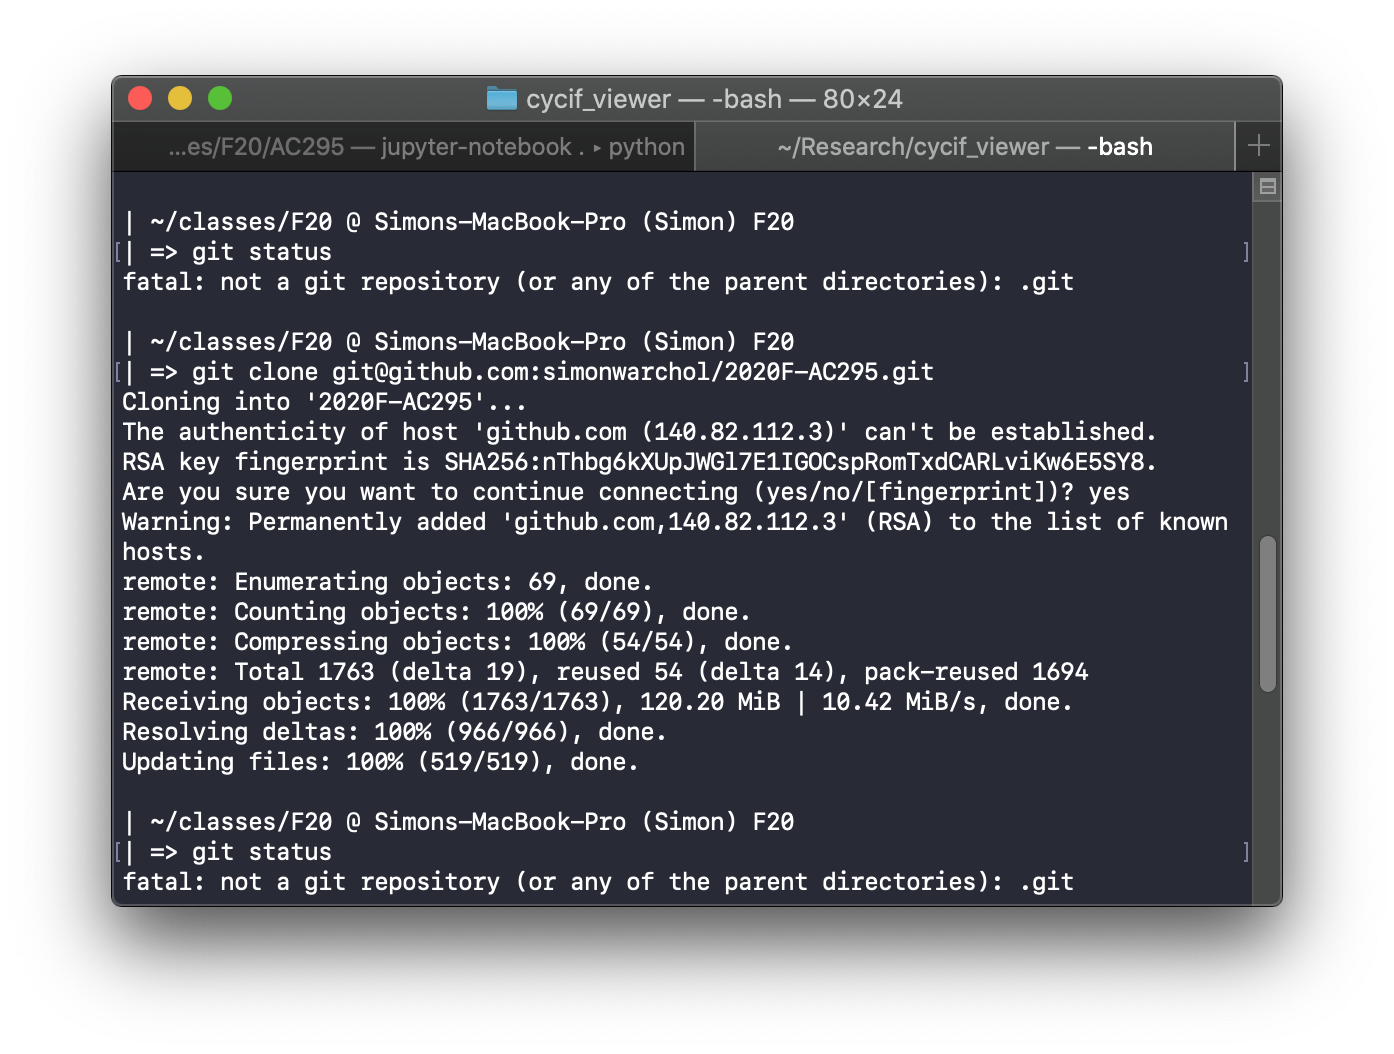 cycif_viewer — -bash — 80×24
...es/F20/AC295 — jupyter-notebook . ▸ python
~/Research/cycif_viewer — -bash
| ~/classes/F20 @ Simons-MacBook-Pro (Simon) F20
[| => git status ]
fatal: not a git repository (or any of the parent directories): .git
| ~/classes/F20 @ Simons-MacBook-Pro (Simon) F20
[| => git clone git@github.com:simonwarchol/2020F-AC295.git ]
Cloning into '2020F-AC295'...
The authenticity of host 'github.com (140.82.112.3)' can't be established.
RSA key fingerprint is SHA256:nThbg6kXUpJWGl7E1IGOCspRomTxdCARLviKw6E5SY8.
Are you sure you want to continue connecting (yes/no/[fingerprint])? yes
Warning: Permanently added 'github.com,140.82.112.3' (RSA) to the list of known
hosts.
remote: Enumerating objects: 69, done.
remote: Counting objects: 100% (69/69), done.
remote: Compressing objects: 100% (54/54), done.
remote: Total 1763 (delta 19), reused 54 (delta 14), pack-reused 1694
Receiving objects: 100% (1763/1763), 120.20 MiB | 10.42 MiB/s, done.
Resolving deltas: 100% (966/966), done.
Updating files: 100% (519/519), done.
| ~/classes/F20 @ Simons-MacBook-Pro (Simon) F20
[| => git status ]
fatal: not a git repository (or any of the parent directories): .git